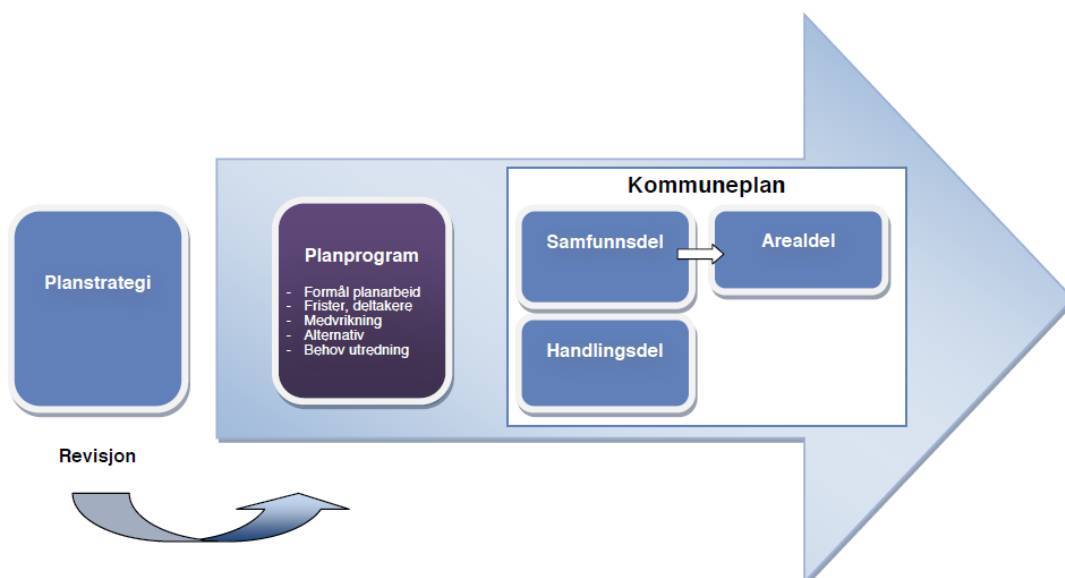 Planstrategi
Revisjon
Planprogram
- Formål planarbeid
- Frister, deltakere
- Medvrikning
- Alternativ
- Behov utredning
Kommuneplan
Samfunnsdel
Arealdel
Handlingsdel